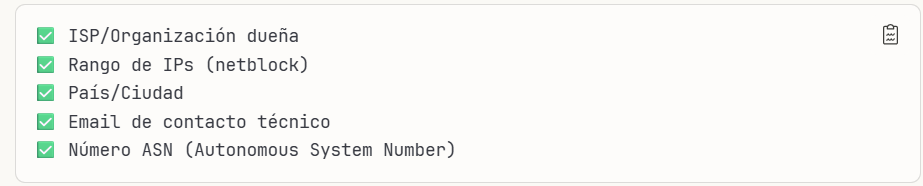 ✅ ISP/Organización dueña
✅ Rango de IPs (netblock)
✅ País/Ciudad
✅ Email de contacto técnico
✅ Número ASN (Autonomous System Number)